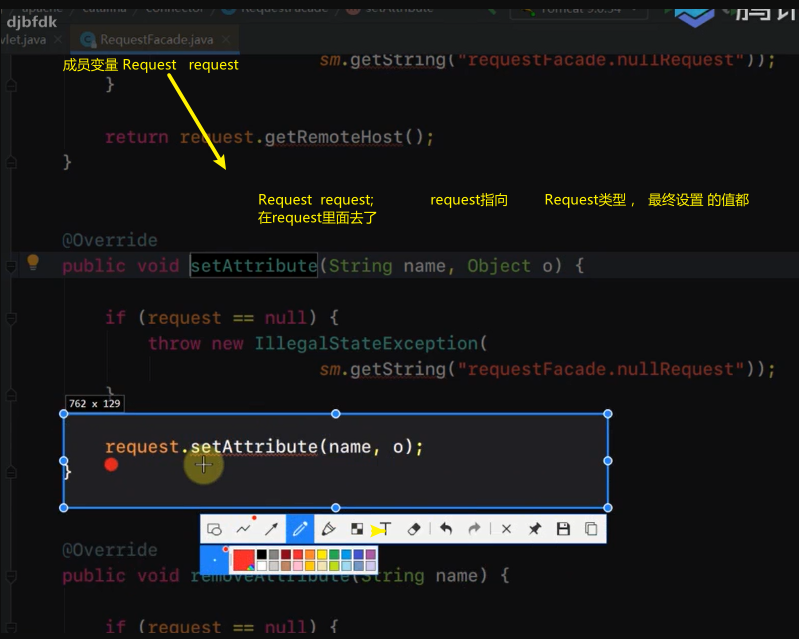 apache catalina connector RequestFacade setAttribute Tomcat 9.0.34
djbfdk
vlet.java RequestFacade.java
成员变量 Request request
sm.getString("requestFacade.nullRequest"));
}
return request.getRemoteHost();
}
Request request; request指向 Request类型， 最终设置 的值都
在request里面去了
@Override
public void setAttribute(String name, Object o) {
if (request == null) {
throw new IllegalStateException(
sm.getString("requestFacade.nullRequest"));
}
762 x 129
request.setAttribute(name, o);
}
T
@Override
public void removeAttribute(String name) {
if (request == null) {